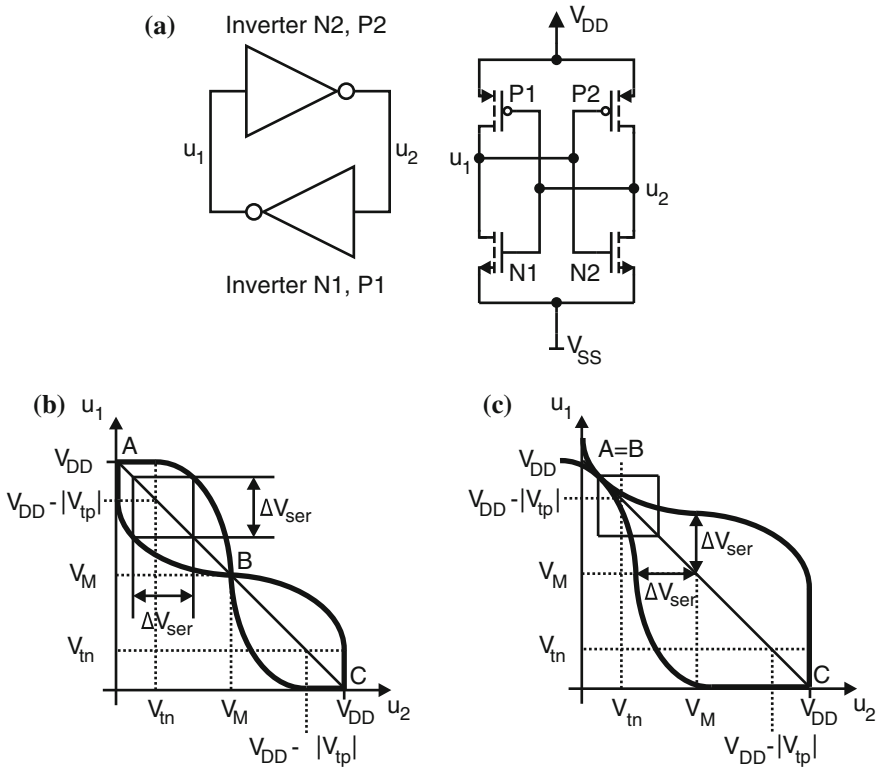 (a) Inverter N2, P2
u1
u2
Inverter N1, P1
VDD
P1
P2
u1
u2
N1
N2
VSS
(b)
u1
A
VDD
VDD - |Vtp|
ΔVser
B
VM
ΔVser
Vtn
C
Vtn
VM
VDD
u2
VDD - |Vtp|
(c)
u1
A=B
VDD
VDD - |Vtp|
ΔVser
VM
ΔVser
Vtn
C
Vtn
VM
VDD
u2
VDD - |Vtp|